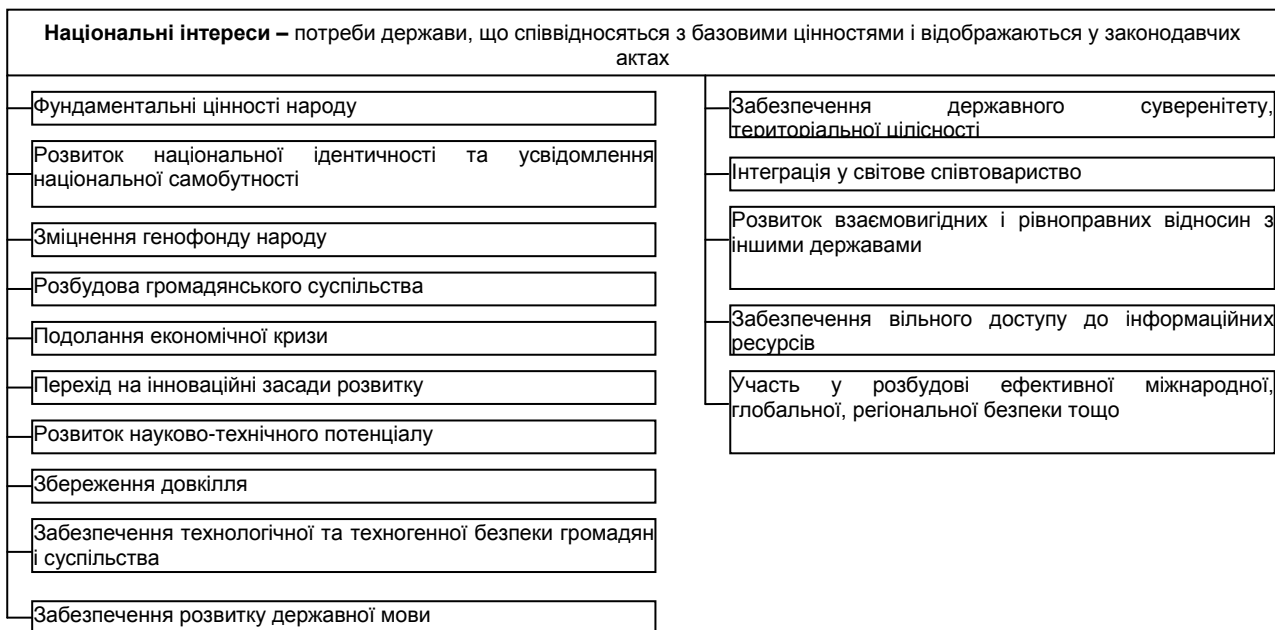 Національні інтереси – потреби держави, що співвідносяться з базовими цінностями і відображаються у законодавчих
актах
Фундаментальні цінності народу
Розвиток національної ідентичності та усвідомлення
національної самобутності
Зміцнення генофонду народу
Розбудова громадянського суспільства
Подолання економічної кризи
Перехід на інноваційні засади розвитку
Розвиток науково-технічного потенціалу
Збереження довкілля
Забезпечення технологічної та техногенної безпеки громадян
і суспільства
Забезпечення розвитку державної мови
Забезпечення державного суверенітету,
територіальної цілісності
Інтеграція у світове співтовариство
Розвиток взаємовигідних і рівноправних відносин з
іншими державами
Забезпечення вільного доступу до інформаційних
ресурсів
Участь у розбудові ефективної міжнародної,
глобальної, регіональної безпеки тощо